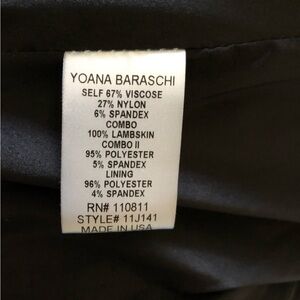 YOANA BARASCHI
SELF 67% VISCOSE
27% NYLON
6% SPANDEX
COMBO
100% LAMBSKIN
COMBO II
95% POLYESTER
5% SPANDEX
LINING
96% POLYESTER
4% SPANDEX
RN# 110811
STYLE# 11J141
MADE IN USA